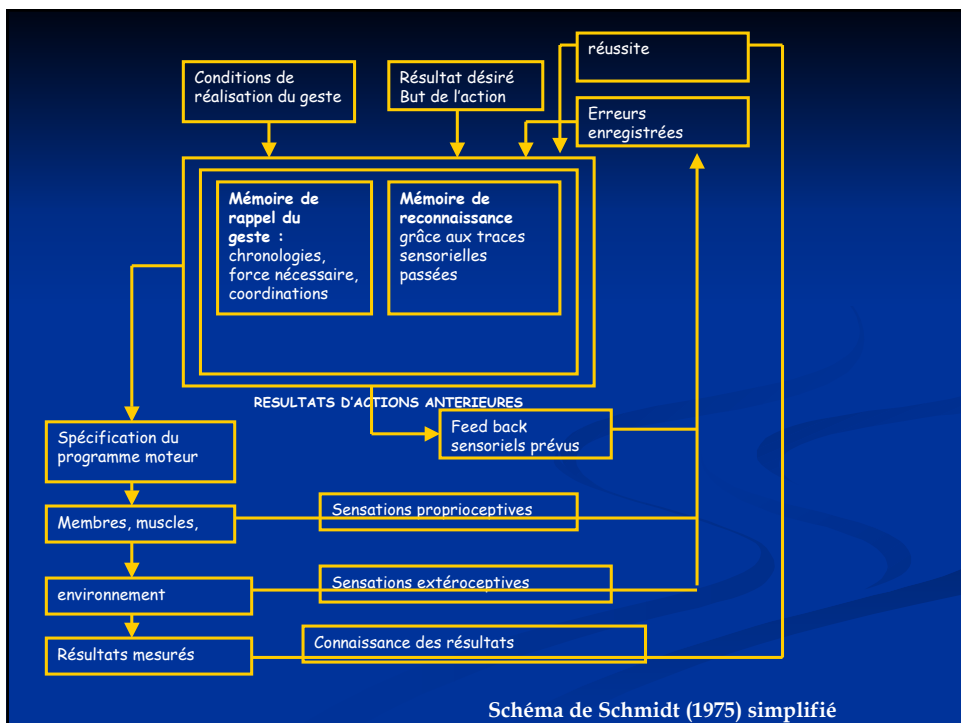 réussite
Conditions de
réalisation du geste
Résultat désiré
But de l'action
Erreurs
enregistrées
Mémoire de
rappel du
geste :
chronologies,
force nécessaire,
coordinations
Mémoire de
reconnaissance
grâce aux traces
sensorielles
passées
RESULTATS D'ACTIONS ANTERIEURES
Feed back
sensoriels prévus
Spécification du
programme moteur
Membres, muscles,
Sensations proprioceptives
environnement
Sensations extéroceptives
Résultats mesurés
Connaissance des résultats
Schéma de Schmidt (1975) simplifié